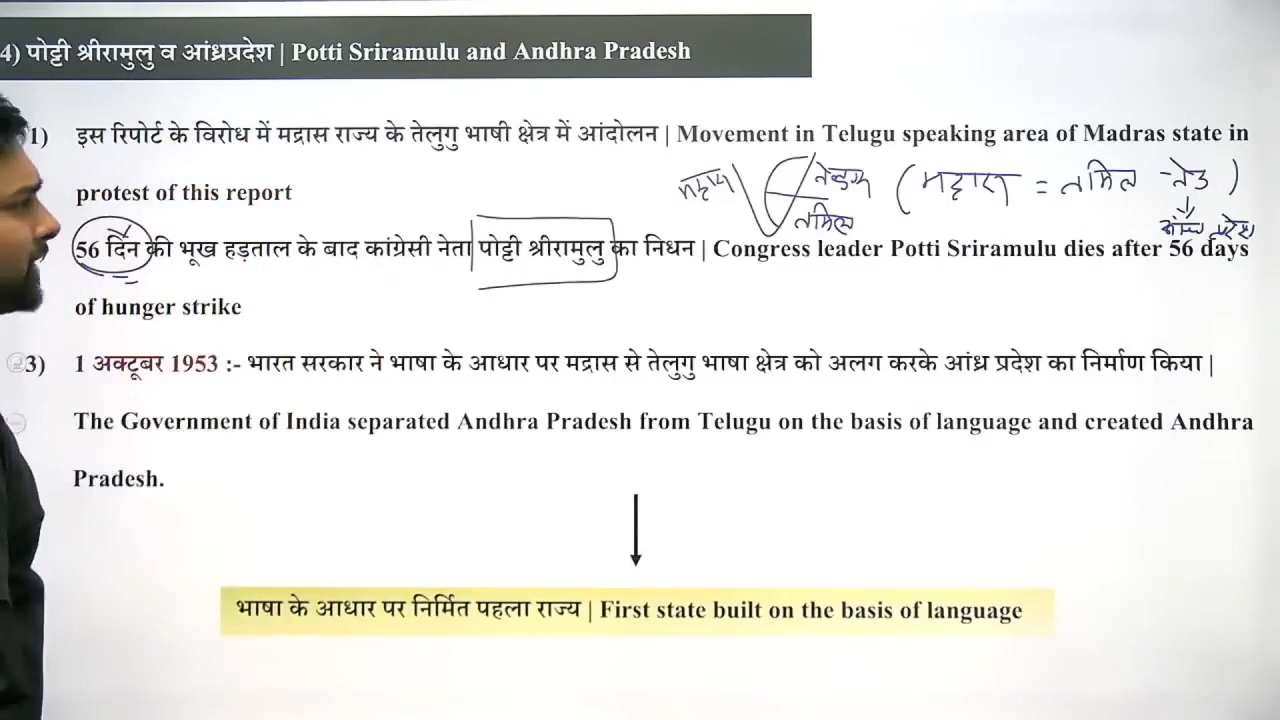 4) पोट्टी श्रीरामुलु व आंध्रप्रदेश | Potti Sriramulu and Andhra Pradesh
1) इस रिपोर्ट के विरोध में मद्रास राज्य के तेलुगु भाषी क्षेत्र में आंदोलन | Movement in Telugu speaking area of Madras state in
protest of this report
मद्रास तेलुगु ( मद्रास = तमिल
तमिल
56 दिन की भूख हड़ताल के बाद कांग्रेसी नेता पोट्टी श्रीरामुलु का निधन | Congress leader Potti Sriramulu dies after 56 days
of hunger strike
3) 1 अक्टूबर 1953 :- भारत सरकार ने भाषा के आधार पर मद्रास से तेलुगु भाषा क्षेत्र को अलग करके आंध्र प्रदेश का निर्माण किया |
The Government of India separated Andhra Pradesh from Telugu on the basis of language and created Andhra
Pradesh.
भाषा के आधार पर निर्मित पहला राज्य | First state built on the basis of language